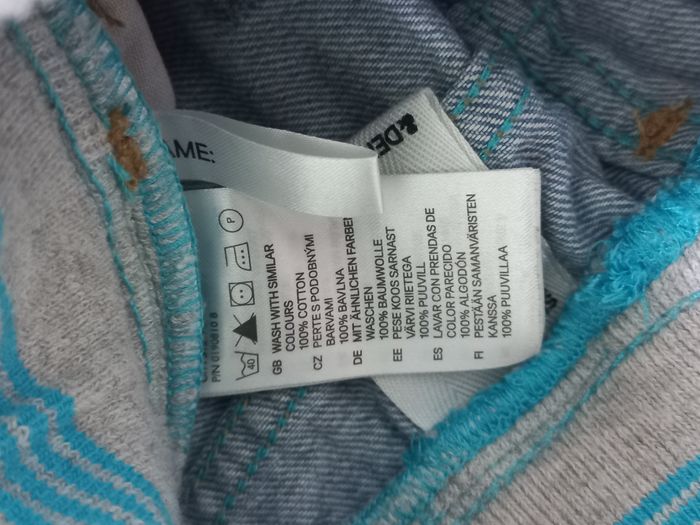 AME:
&DE
40
P
GB WASH WITH SIMILAR
COLOURS
100% COTTON
CZ PERTE S PODOBNÝMI
BARVAMI
100% BAVLNA
DE MIT ÄHNLICHEN FARBEN
WASCHEN
100% BAUMWOLLE
EE PESE KOOS SARNAST
VÄRVI RIIETEGA
100% PUUVILL
ES LAVAR CON PRENDAS DE
COLOR PARECIDO
100% ALGODÓN
FI PESTÄÄN SAMANVÄRISTEN
KANSSA
100% PUUVILLAA